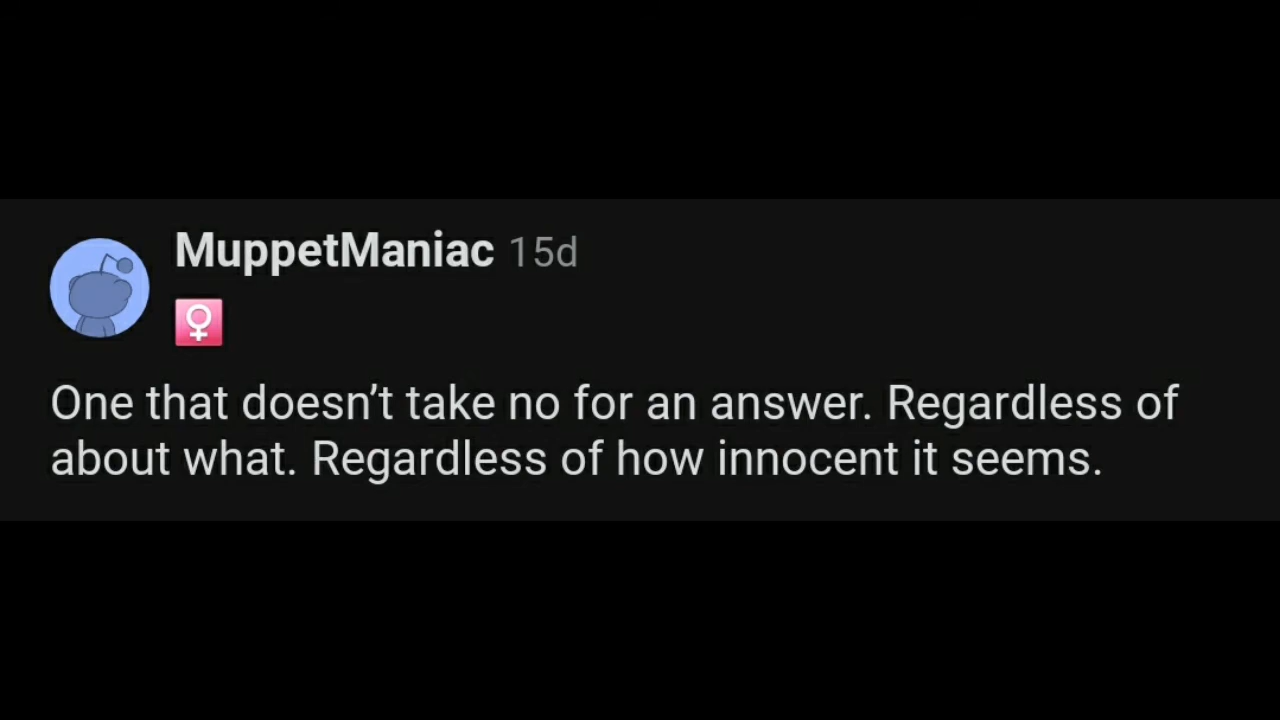 MuppetManiac 15d
♀
One that doesn’t take no for an answer. Regardless of
about what. Regardless of how innocent it seems.